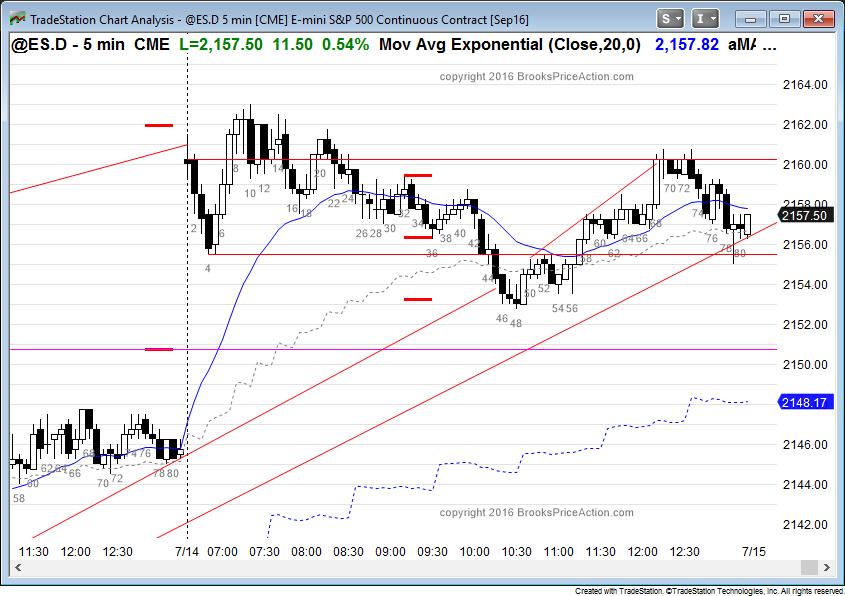 TradeStation Chart Analysis - @ES.D 5 min [CME] E-mini S&P 500 Continuous Contract [Sep16]
S I
@ES.D - 5 min CME L=2,157.50 11.50 0.54% Mov Avg Exponential (Close,20,0) 2,157.82 aMA ...
copyright 2016 BrooksPriceAction.com
2164.00
2162.00
2160.00
2158.00
2157.50
2156.00
2154.00
2152.00
2150.00
2148.17
2146.00
2144.00
2142.00
2 4 6 8 10 12 14 16 18 20 22 24 26 28 30 32 34 36 38 40 42 44 46 48 50 52 54 56 58 60 62 64 66 68 70 72 74 76 78 80
58 60 62 64 66 68 70 72 74 76 78 80
copyright 2016 BrooksPriceAction.com
11:30 12:00 12:30 7/14 07:00 07:30 08:00 08:30 09:00 09:30 10:00 10:30 11:00 11:30 12:00 12:30 7/15
Created with TradeStation. ©TradeStation Technologies, Inc. All rights reserved.